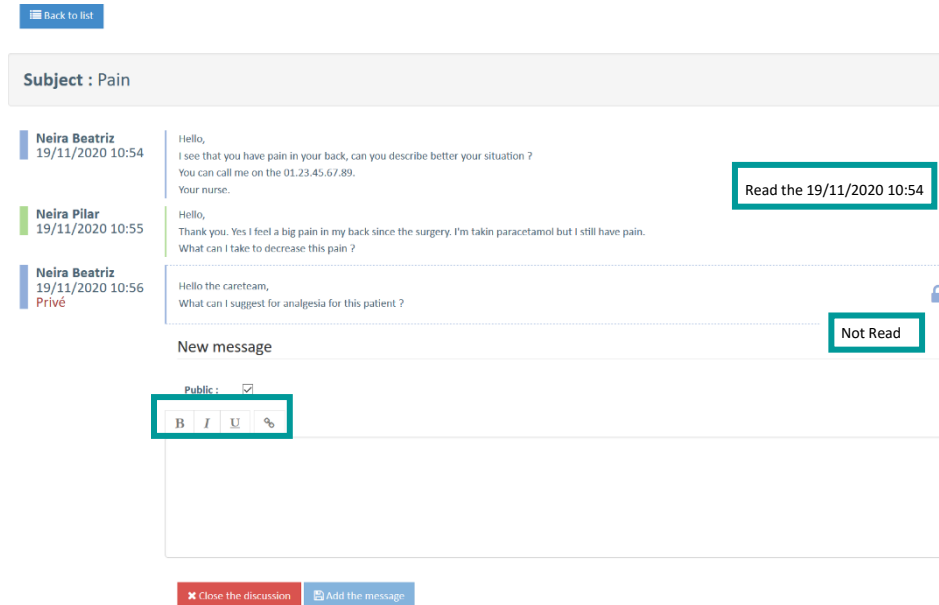 Back to list
Subject : Pain
Neira Beatriz
19/11/2020 10:54
Hello,
I see that you have pain in your back, can you describe better your situation ?
You can call me on the 01.23.45.67.89.
Your nurse.
Read the 19/11/2020 10:54
Neira Pilar
19/11/2020 10:55
Hello,
Thank you. Yes I feel a big pain in my back since the surgery. I'm takin paracetamol but I still have pain.
What can I take to decrease this pain ?
Neira Beatriz
19/11/2020 10:56
Privé
Hello the careteam,
What can I suggest for analgesia for this patient ?
Not Read
New message
Public :
B I U
Close the discussion Add the message